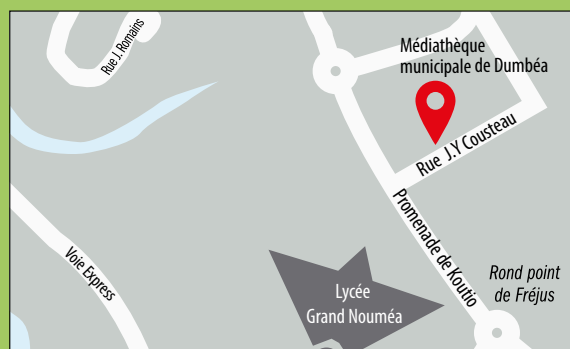 Rue J. Romains
Médiathèque
municipale de Dumbéa
Rue J.Y Cousteau
Promenade de Koutio
Voie Express
Rond point
de Fréjus
Lycée
Grand Nouméa